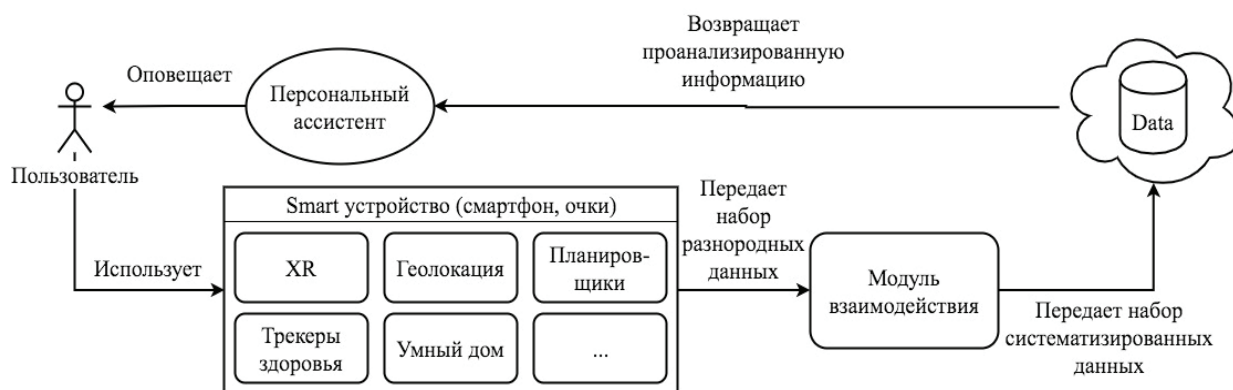 Возвращает
проанализированную
информацию
Оповещает
Персональный
ассистент
Data
Пользователь
Smart устройство (смартфон, очки)
Передает
набор
разнородных
данных
XR
Геолокация
Планиров-
щики
Использует
Модуль
взаимодействия
Трекеры
здоровья
Умный дом
...
Передает набор
систематизированных
данных